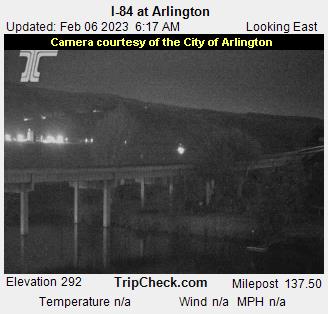 I-84 at Arlington
Updated: Feb 06 2023 6:17 AM Looking East
Camera courtesy of the City of Arlington
Elevation 292 TripCheck.com Milepost 137.50
Temperature n/a Wind n/a MPH n/a